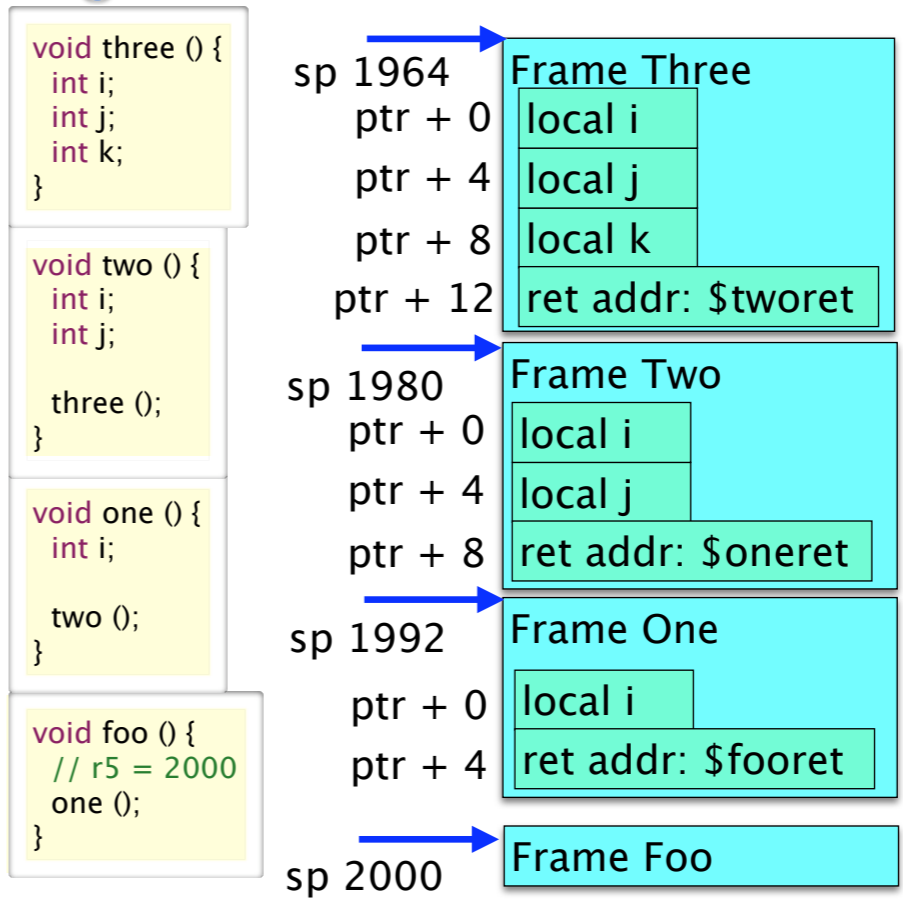 void three () {
int i;
int j;
int k;
}
void two () {
int i;
int j;
three ();
}
void one () {
int i;
two ();
}
void foo () {
// r5 = 2000
one ();
}
sp 1964
Frame Three
ptr + 0 local i
ptr + 4 local j
ptr + 8 local k
ptr + 12 ret addr: $tworet
sp 1980
Frame Two
ptr + 0 local i
ptr + 4 local j
ptr + 8 ret addr: $oneret
sp 1992
Frame One
ptr + 0 local i
ptr + 4 ret addr: $fooret
sp 2000
Frame Foo